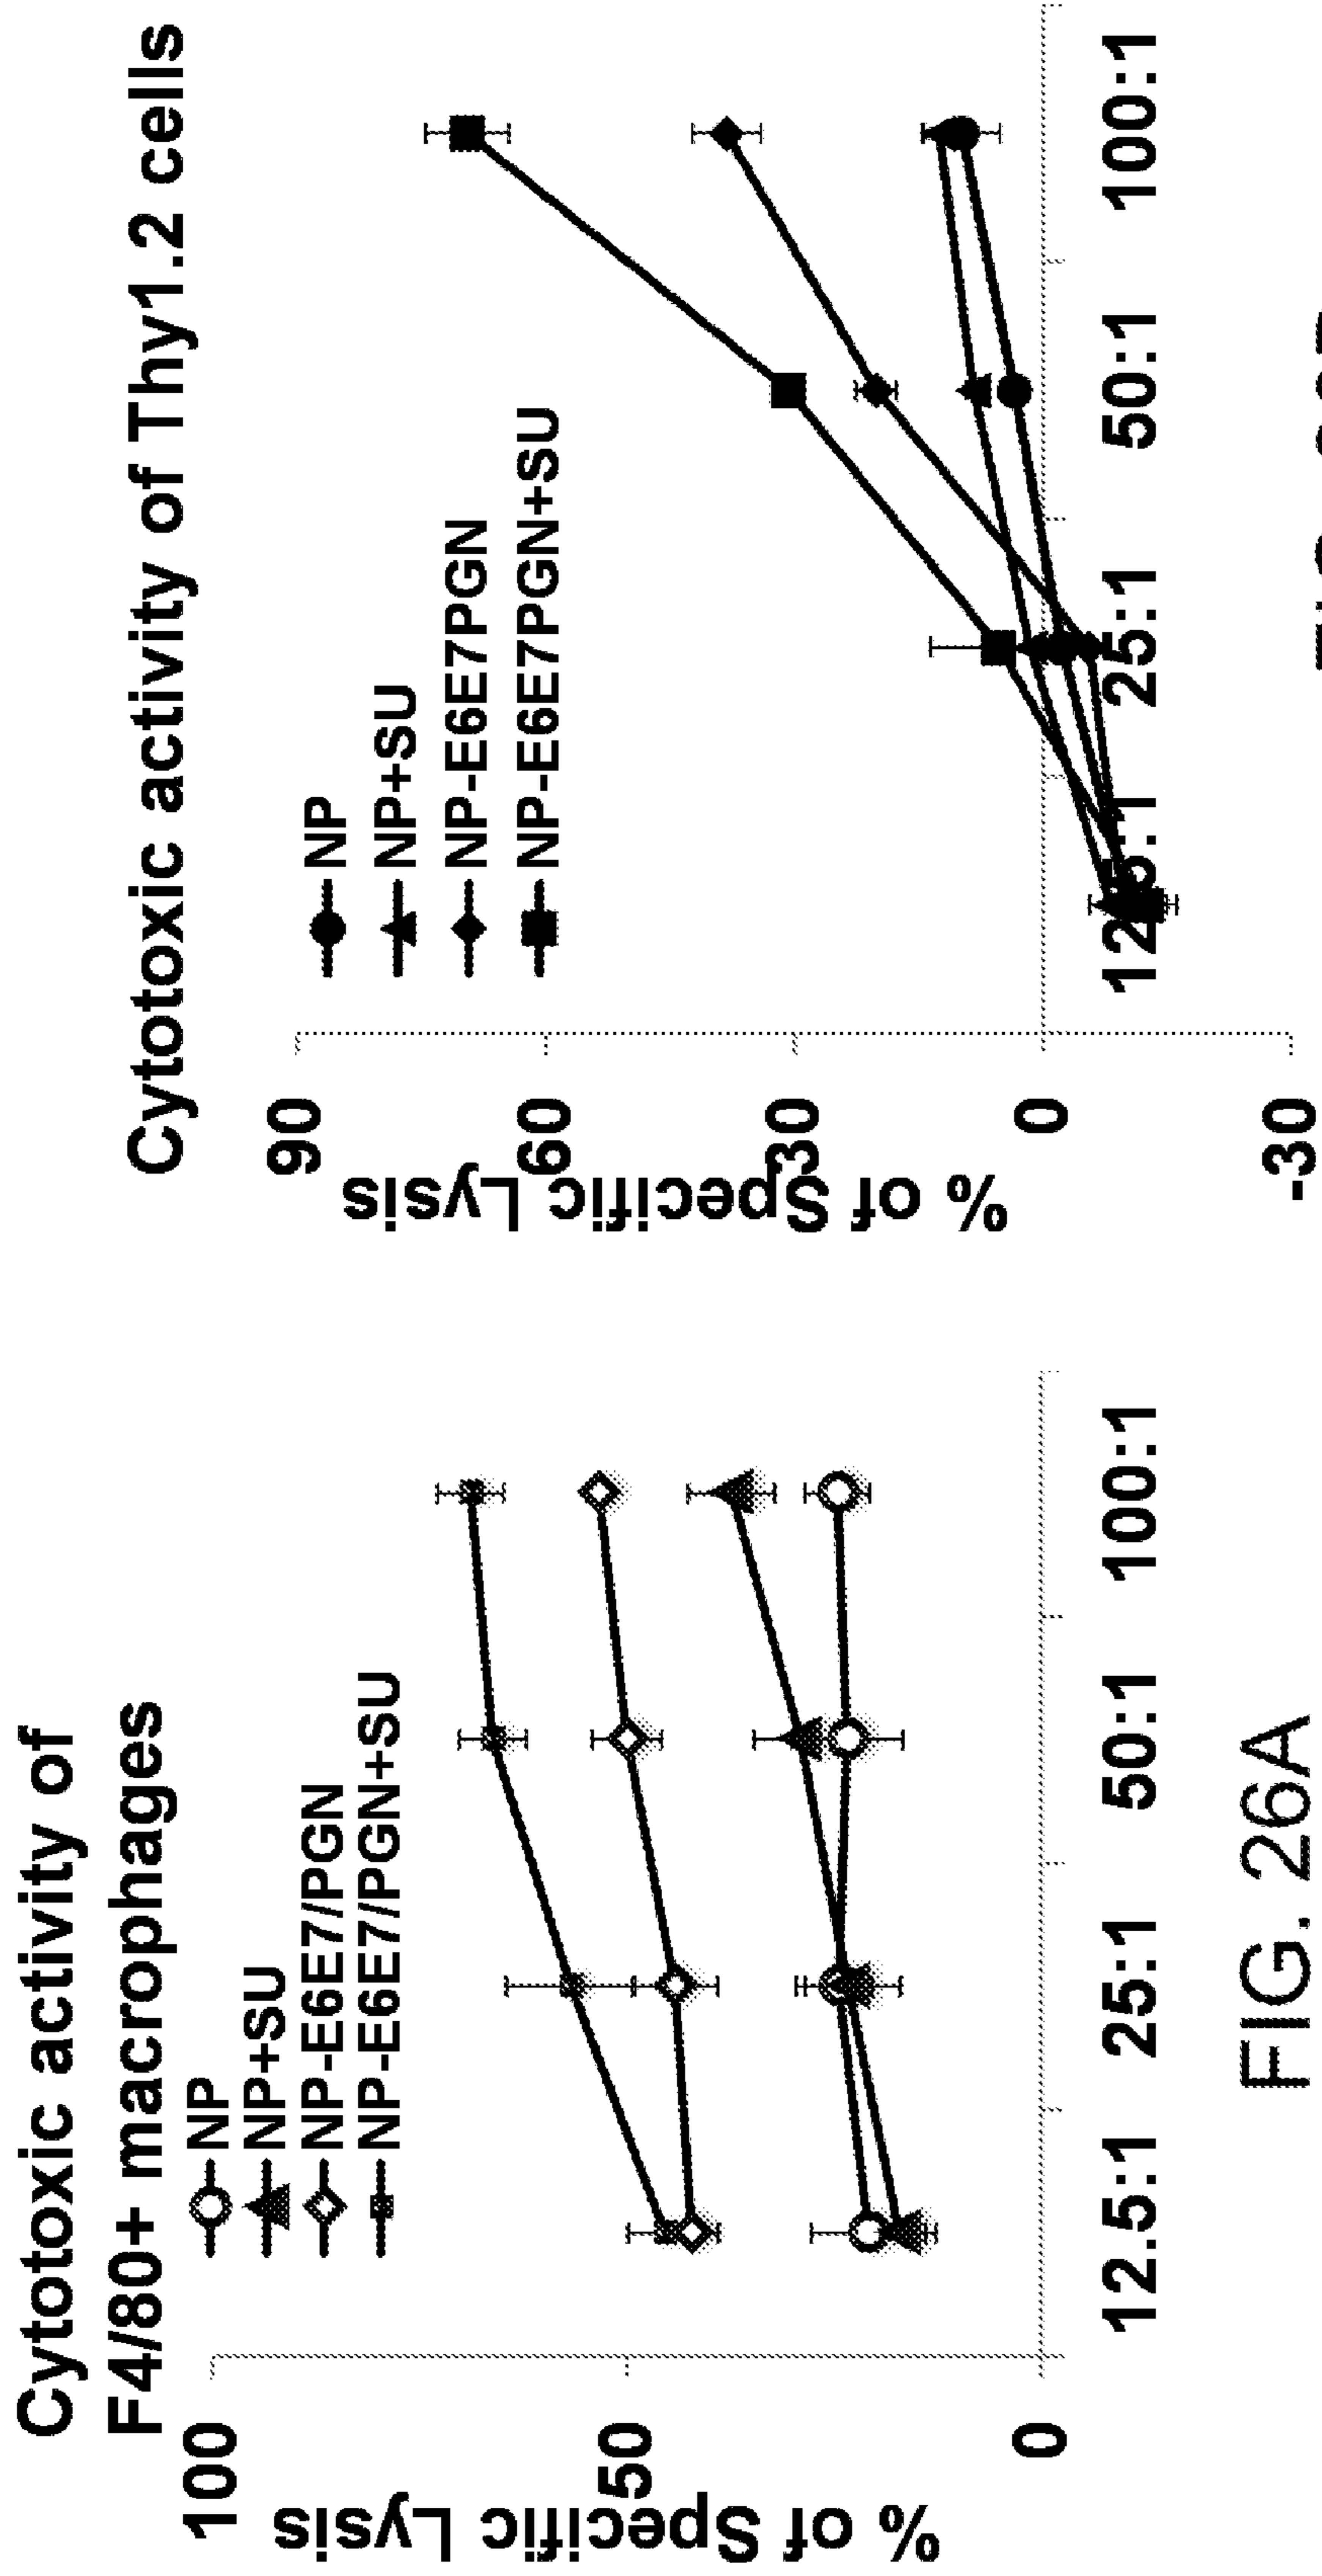 Cytotoxic activity of
F4/80+ macrophages
NP
NP+SU
NP-E6E7/PGN
NP-E6E7/PGN+SU
% of Specific Lysis
100
50
0
12.5:1 25:1 50:1 100:1
FIG. 26A
Cytotoxic activity of Thy1.2 cells
NP
NP+SU
NP-E6E7PGN
NP-E6E7PGN+SU
% of Specific Lysis
90
60
30
0
-30
25:1 50:1 100:1